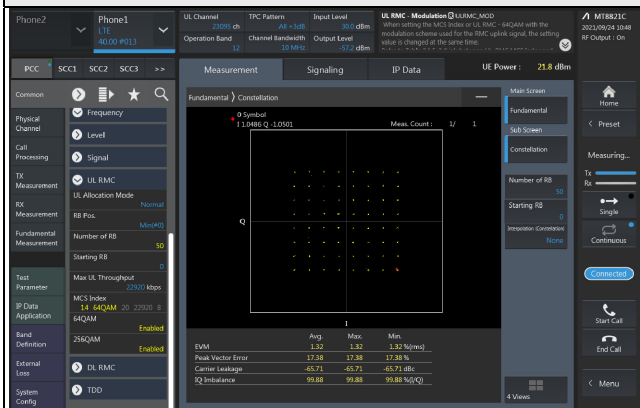 Phone2
Phone1
LTE
40.00 #013
UL Channel
23095 ch
TPC Pattern
All +3dB
Input Level
30.0 dBm
Operation Band
12
Channel Bandwidth
10 MHz
Output Level
-57.2 dBm
UL RMC - Modulation ULRMC_MOD
When setting the MCS Index or UL RMC - 64QAM with the
modulation scheme used for the RMC uplink signal, the setting
value is changed at the same time.
MT8821C
2021/09/24 10:48
RF Output : On
PCC
SCC1
SCC2
SCC3
>>
Measurement
Signaling
IP Data
UE Power : 21.8 dBm
Common
Physical
Channel
Call
Processing
TX
Measurement
RX
Measurement
Fundamental
Measurement
Test
Parameter
IP Data
Application
Band
Definition
External
Loss
System
Config
Frequency
Level
Signal
UL RMC
UL Allocation Mode
Normal
RB Pos.
Min(#0)
Number of RB
50
Starting RB
0
Max UL Throughput
22920 kbps
MCS Index
14 64QAM 20 22920 8
64QAM
Enabled
256QAM
Enabled
DL RMC
TDD
Fundamental ❭ Constellation
0 Symbol
I 1.0486 Q -1.0501
Meas. Count : 1/ 1
Q
I
Avg. Max. Min.
EVM 1.32 1.32 1.32 %(rms)
Peak Vector Error 17.38 17.38 17.38 %
Carrier Leakage -65.71 -65.71 -65.71 dBc
IQ Imbalance 99.88 99.88 99.88 %(I/Q)
Main Screen
Fundamental
Sub Screen
Constellation
Number of RB
50
Starting RB
0
Interpolation (Constellation)
None
4 Views
Home
< Preset
Measuring...
Tx
Rx
Single
Continuous
Connected
Start Call
End Call
< Menu